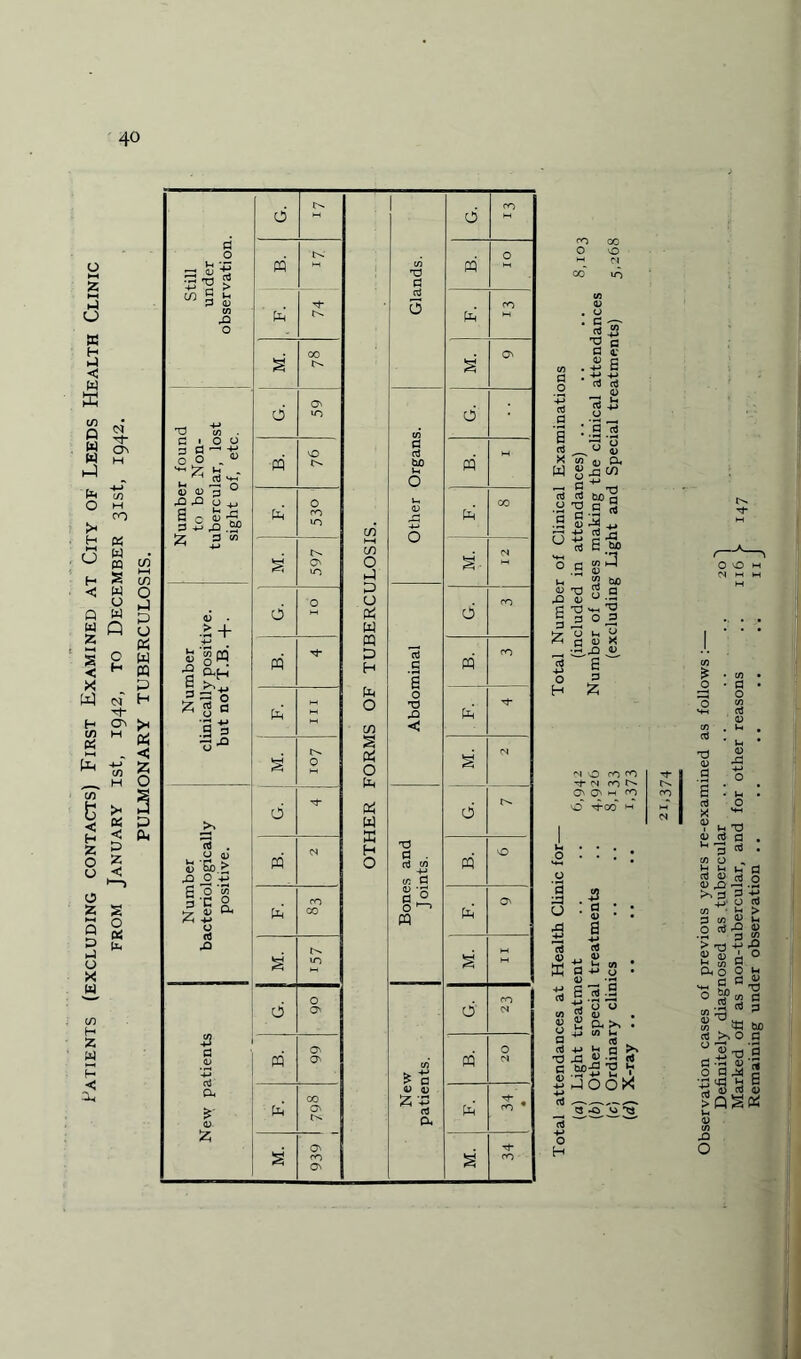 40
Patients (excluding contacts) First Examined at City of Leeds Health Clinic
from January 1st, 1942, to December 31st, 1942.
PULMONARY TUBERCULOSIS.
New Patients | Number bacteriologically positive. | Number clinically positive. but not T.B. +. | Number found to be Non-tubercular, lost sight of, etc. | Still under observation.
M. | F. | B. | G. | M. | F. | B. | G. | M. | F. | B. | G. | M. | F. | B. | G. | M. | F. | B. | G.
939 | 798 | 99 | 90 | 157 | 83 | 2 | 4 | 107 | 111 | 4 | 10 | 597 | 530 | 76 | 59 | 78 | 74 | 17 | 17
OTHER FORMS OF TUBERCULOSIS.
New patients. | Bones and Joints. | Abdominal | Other Organs. | Glands.
M. | F. | B. | G. | M. | F. | B. | G. | M. | F. | B. | G. | M. | F. | B. | G. | M. | F. | B. | G.
34 | 34 | 20 | 23 | 11 | 9 | 6 | 7 | 2 | 4 | 3 | 3 | 12 | 8 | 1 | .. | 9 | 13 | 10 | 13
Total attendances at Health Clinic for—
(a) Light treatment .. .. 6,942
(b) Other special treatments .. 4,926
(c) Ordinary clinics .. .. 8,133
(d) X-ray .. .. .. .. 1,373
21,374
Total Number of Clinical Examinations
(included in attendances) .. .. 8,103
Number of cases making the clinical attendances
(excluding Light and Special treatments) 5,268
Observation cases of previous years re-examined as follows:—
Definitely diagnosed as tubercular .. .. .. 20
Marked off as non-tubercular, and for other reasons .. 116 } 147
Remaining under observation .. .. .. .. 11